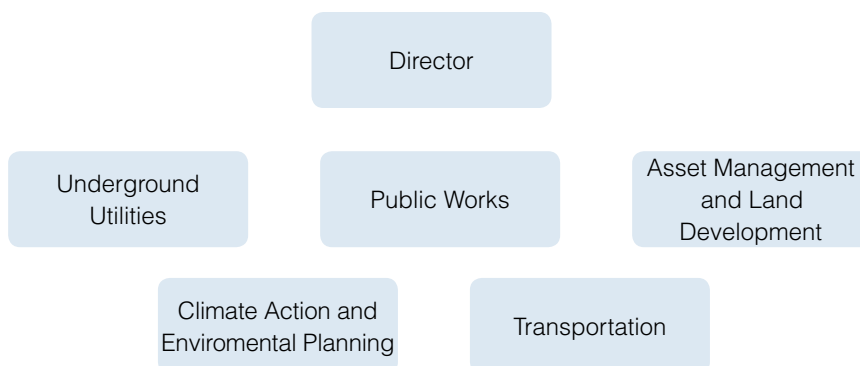 Director
Underground
Utilities
Public Works
Asset Management
and Land
Development
Climate Action and
Enviromental Planning
Transportation